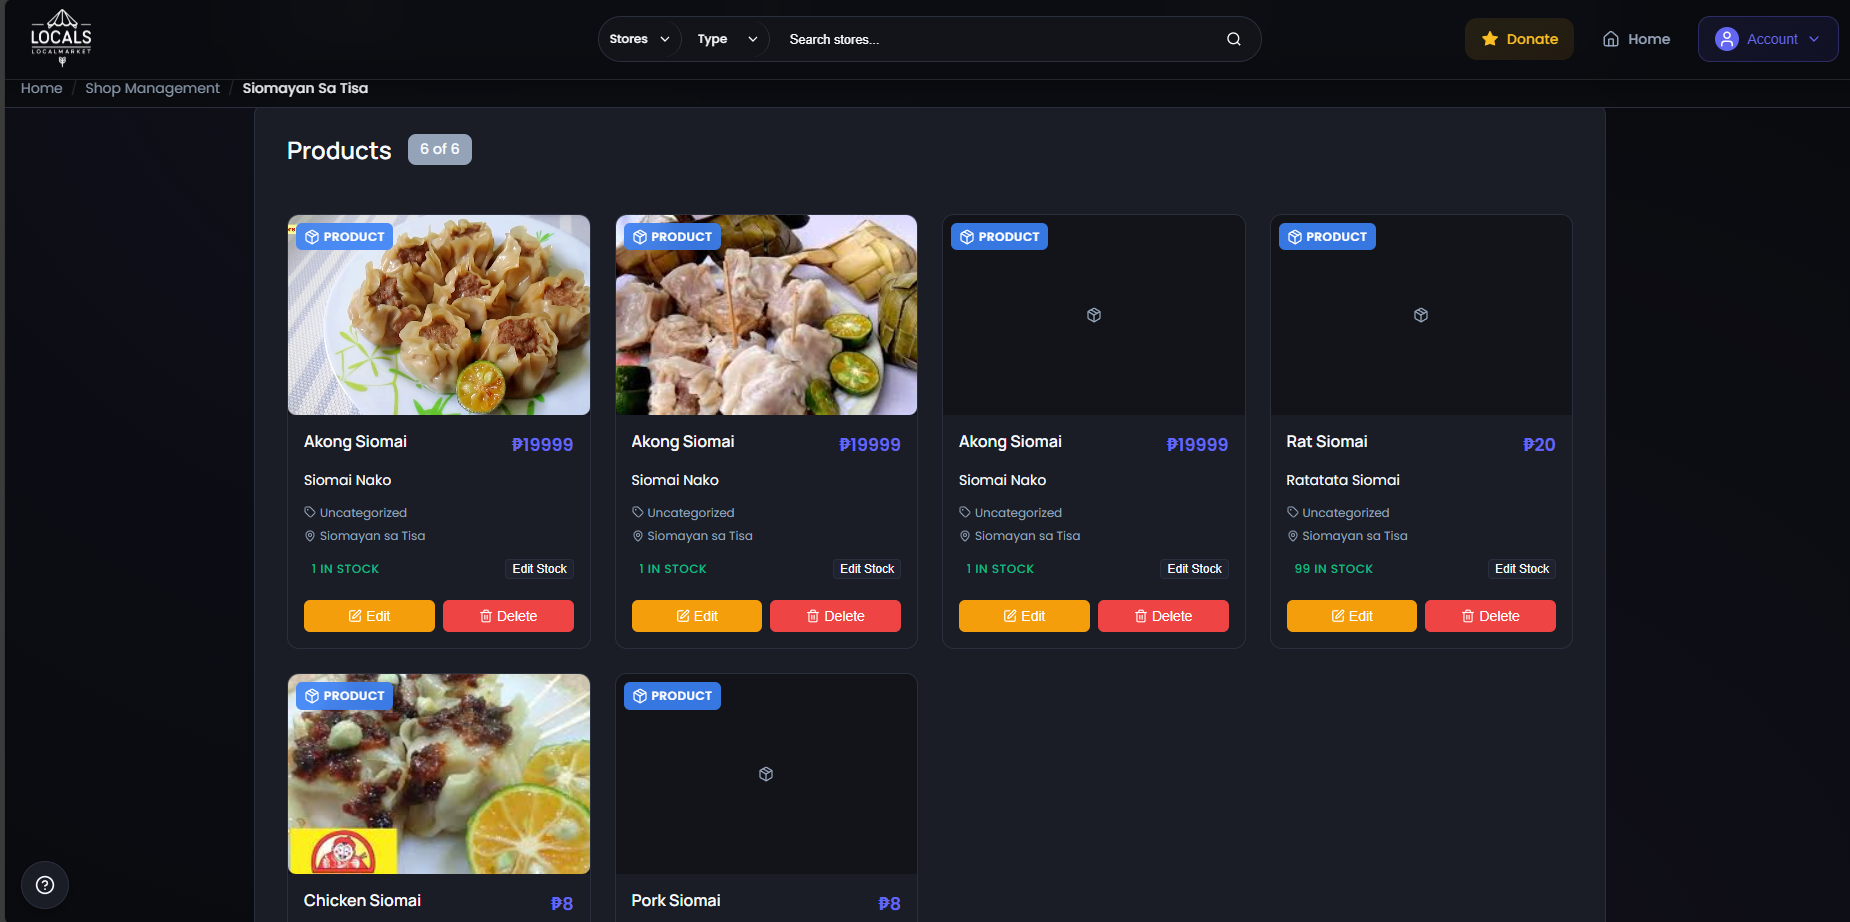 LOCALS
LOCALMARKET
Stores
Type
Search stores...
Donate
Home
Account
Home / Shop Management / Siomayan Sa Tisa
Products
6 of 6
PRODUCT
PRODUCT
PRODUCT
PRODUCT
Akong Siomai ₱19999
Siomai Nako
Uncategorized
Siomayan sa Tisa
1 IN STOCK
Edit Stock
Edit
Delete
Akong Siomai ₱19999
Siomai Nako
Uncategorized
Siomayan sa Tisa
1 IN STOCK
Edit Stock
Edit
Delete
Akong Siomai ₱19999
Siomai Nako
Uncategorized
Siomayan sa Tisa
1 IN STOCK
Edit Stock
Edit
Delete
Rat Siomai ₱20
Ratatata Siomai
Uncategorized
Siomayan sa Tisa
99 IN STOCK
Edit Stock
Edit
Delete
PRODUCT
PRODUCT
Chicken Siomai ₱8
Pork Siomai ₱8